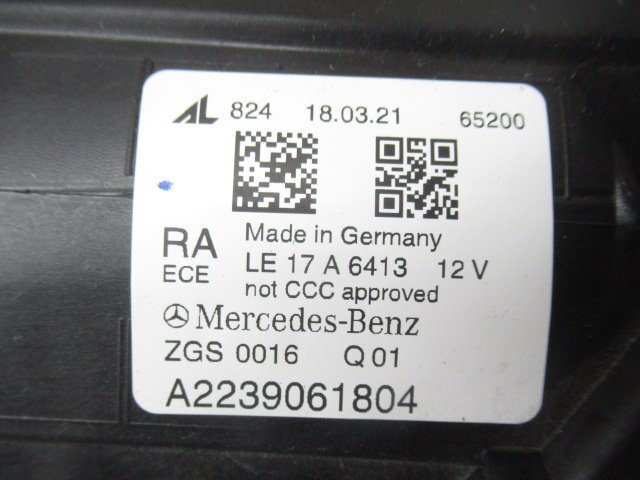 AL 824 18.03.21 65200
RA Made in Germany
ECE LE 17 A 6413 12 V
not CCC approved
Mercedes-Benz
ZGS 0016 Q 01
A2239061804